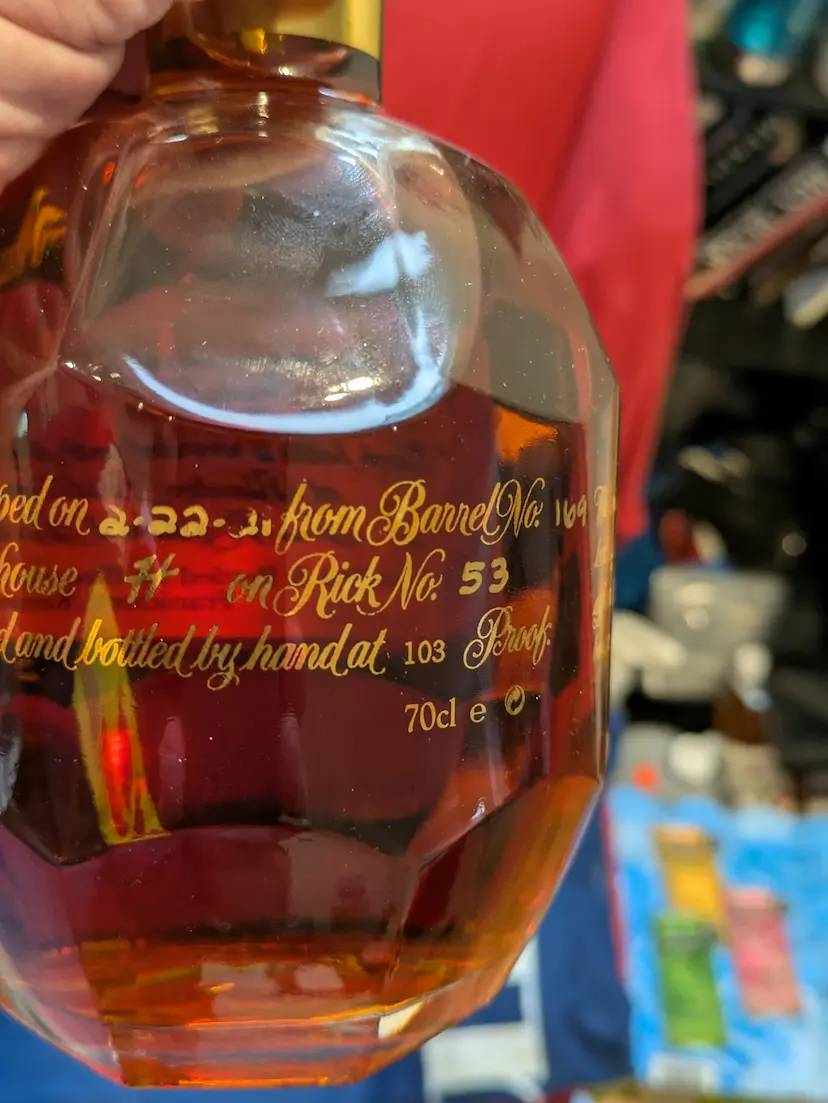 ped on 2-22-21 from Barrel No. 169
house H on Rick No. 53
d and bottled by hand at 103 Proof.
70cl e